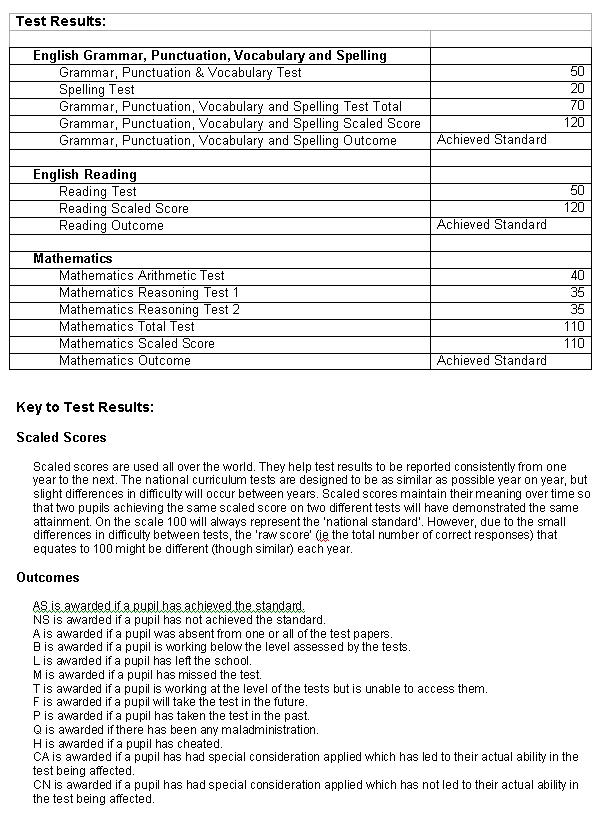 Test Results:
English Grammar, Punctuation, Vocabulary and Spelling
Grammar, Punctuation & Vocabulary Test 50
Spelling Test 20
Grammar, Punctuation, Vocabulary and Spelling Test Total 70
Grammar, Punctuation, Vocabulary and Spelling Scaled Score 120
Grammar, Punctuation, Vocabulary and Spelling Outcome Achieved Standard
English Reading
Reading Test 50
Reading Scaled Score 120
Reading Outcome Achieved Standard
Mathematics
Mathematics Arithmetic Test 40
Mathematics Reasoning Test 1 35
Mathematics Reasoning Test 2 35
Mathematics Total Test 110
Mathematics Scaled Score 110
Mathematics Outcome Achieved Standard
Key to Test Results:
Scaled Scores
Scaled scores are used all over the world. They help test results to be reported consistently from one
year to the next. The national curriculum tests are designed to be as similar as possible year on year, but
slight differences in difficulty will occur between years. Scaled scores maintain their meaning over time so
that two pupils achieving the same scaled score on two different tests will have demonstrated the same
attainment. On the scale 100 will always represent the 'national standard'. However, due to the small
differences in difficulty between tests, the 'raw score' (ie the total number of correct responses) that
equates to 100 might be different (though similar) each year.
Outcomes
AS is awarded if a pupil has achieved the standard.
NS is awarded if a pupil has not achieved the standard.
A is awarded if a pupil was absent from one or all of the test papers.
B is awarded if a pupil is working below the level assessed by the tests.
L is awarded if a pupil has left the school.
M is awarded if a pupil has missed the test.
T is awarded if a pupil is working at the level of the tests but is unable to access them.
F is awarded if a pupil will take the test in the future.
P is awarded if a pupil has taken the test in the past.
Q is awarded if there has been any maladministration.
H is awarded if a pupil has cheated.
CA is awarded if a pupil has had special consideration applied which has led to their actual ability in the
test being affected.
CN is awarded if a pupil has had special consideration applied which has not led to their actual ability in
the test being affected.